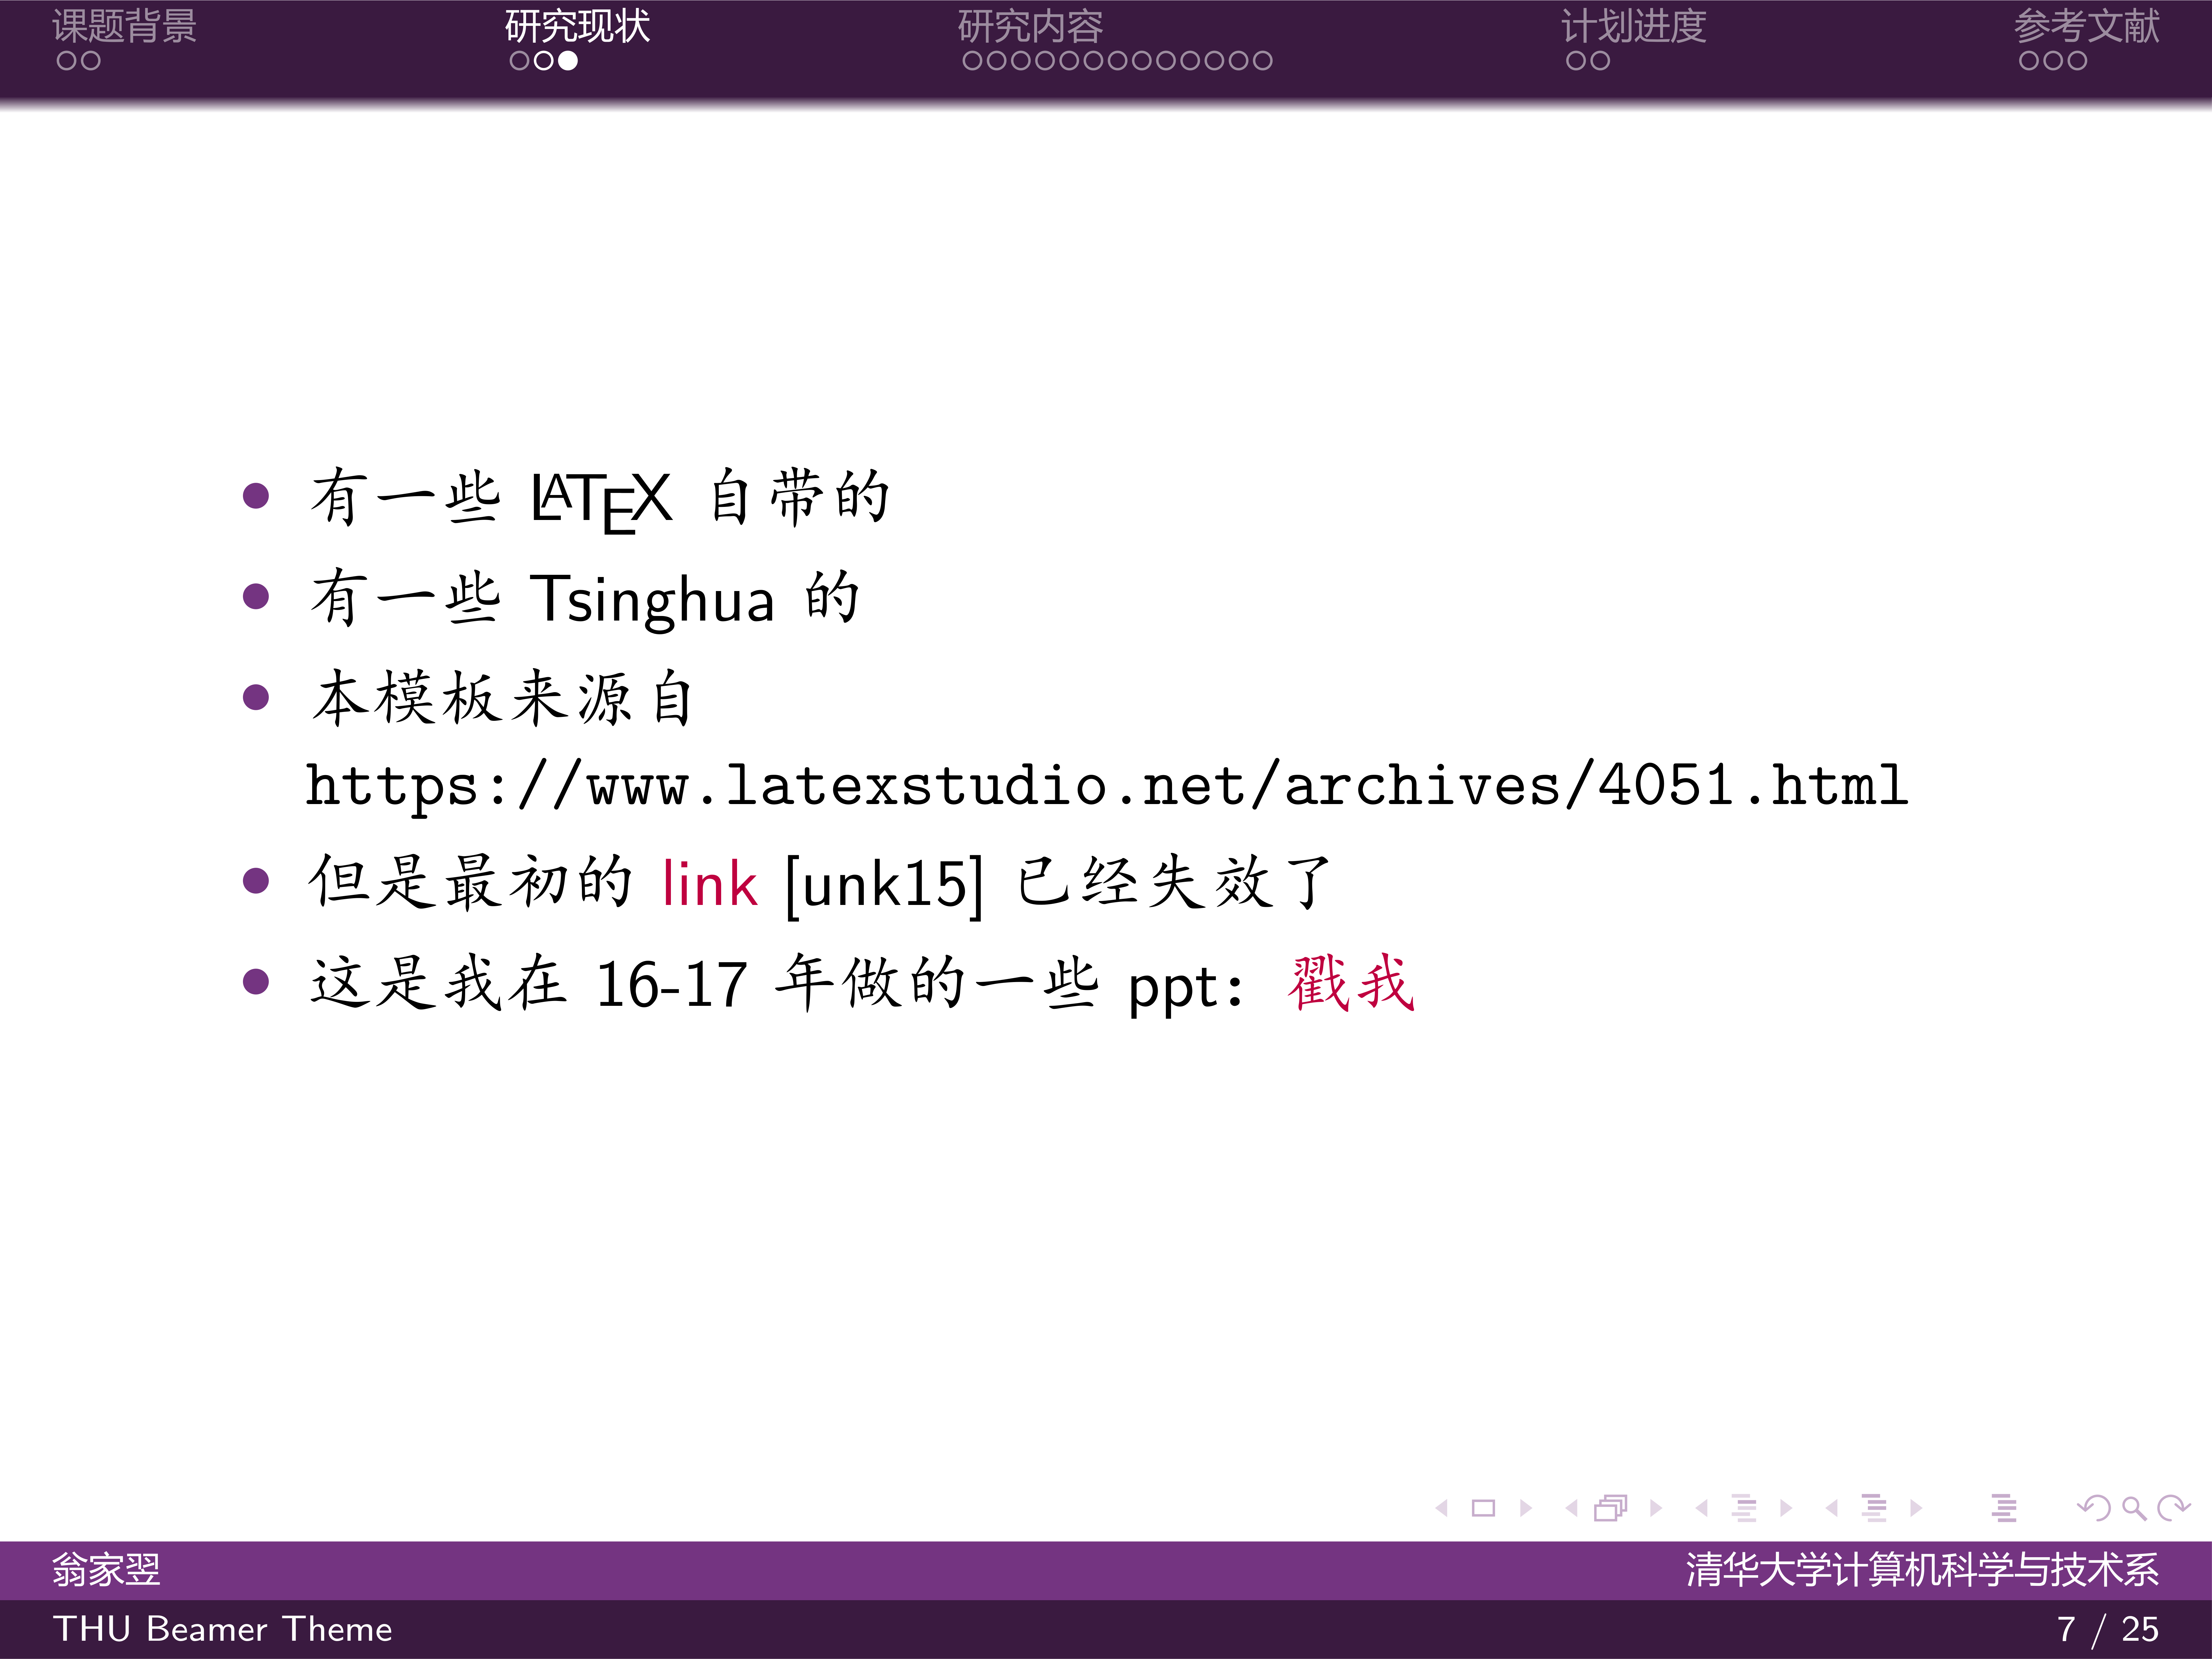 课题背景 研究现状 研究内容 计划进度 参考文献
• 有一些 LATEX 自带的
• 有一些 Tsinghua 的
• 本模板来源自
https://www.latexstudio.net/archives/4051.html
• 但是最初的 link [unk15] 已经失效了
• 这是我在 16-17 年做的一些 ppt：戳我
翁家翌 清华大学计算机科学与技术系
THU Beamer Theme 7 / 25